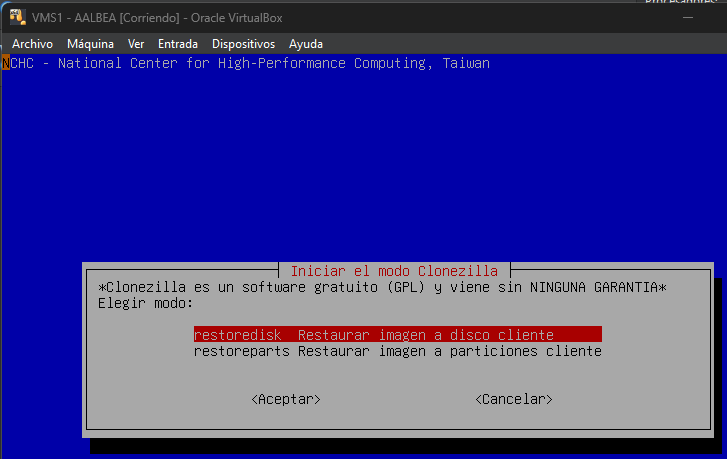 VMS1 - AALBEA [Corriendo] - Oracle VirtualBox
Archivo Máquina Ver Entrada Dispositivos Ayuda
NCHC - National Center for High-Performance Computing, Taiwan
Iniciar el modo Clonezilla
*Clonezilla es un software gratuito (GPL) y viene sin NINGUNA GARANTIA*
Elegir modo:
restoredisk Restaurar imagen a disco cliente
restoreparts Restaurar imagen a particiones cliente
<Aceptar> <Cancelar>